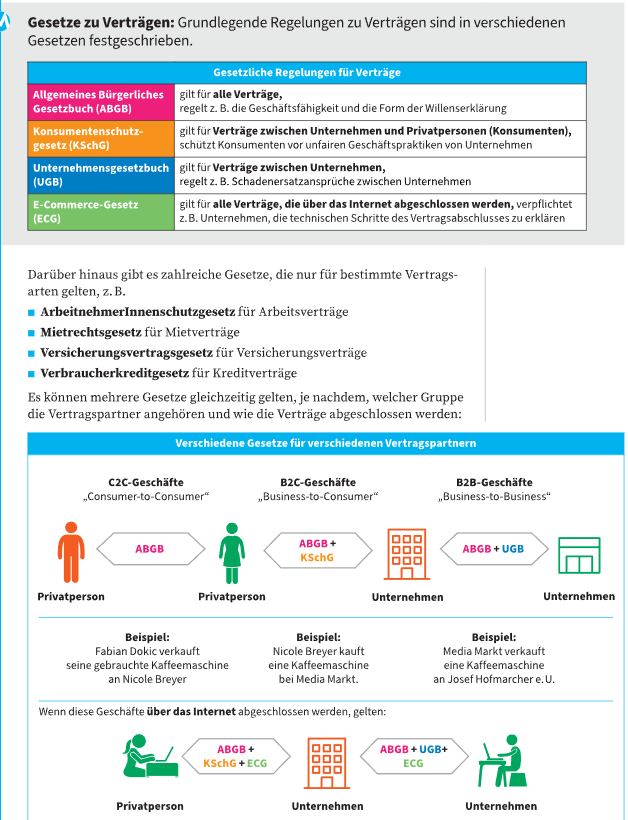 Gesetze zu Verträgen: Grundlegende Regelungen zu Verträgen sind in verschiedenen
Gesetzen festgeschrieben.
Gesetzliche Regelungen für Verträge
Allgemeines Bürgerliches
Gesetzbuch (ABGB)
gilt für alle Verträge,
regelt z. B. die Geschäftsfähigkeit und die Form der Willenserklärung
Konsumentenschutz-
gesetz (KSchG)
gilt für Verträge zwischen Unternehmen und Privatpersonen (Konsumenten),
schützt Konsumenten vor unfairen Geschäftspraktiken von Unternehmen
Unternehmensgesetzbuch
(UGB)
gilt für Verträge zwischen Unternehmen,
regelt z. B. Schadenersatzansprüche zwischen Unternehmen
E-Commerce-Gesetz
(ECG)
gilt für alle Verträge, die über das Internet abgeschlossen werden, verpflichtet
z. B. Unternehmen, die technischen Schritte des Vertragsabschlusses zu erklären
Darüber hinaus gibt es zahlreiche Gesetze, die nur für bestimmte Vertrags-
arten gelten, z. B.
■ ArbeitnehmerInnenschutzgesetz für Arbeitsverträge
■ Mietrechtsgesetz für Mietverträge
■ Versicherungsvertragsgesetz für Versicherungsverträge
■ Verbraucherkreditgesetz für Kreditverträge
Es können mehrere Gesetze gleichzeitig gelten, je nachdem, welcher Gruppe
die Vertragspartner angehören und wie die Verträge abgeschlossen werden:
Verschiedene Gesetze für verschiedenen Vertragspartnern
C2C-Geschäfte
„Consumer-to-Consumer“
B2C-Geschäfte
„Business-to-Consumer“
B2B-Geschäfte
„Business-to-Business“
ABGB
ABGB +
KSchG
ABGB + UGB
Privatperson
Privatperson
Unternehmen
Unternehmen
Beispiel:
Fabian Dokic verkauft
seine gebrauchte Kaffeemaschine
an Nicole Breyer
Beispiel:
Nicole Breyer kauft
eine Kaffeemaschine
bei Media Markt.
Beispiel:
Media Markt verkauft
eine Kaffeemaschine
an Josef Hofmarcher e. U.
Wenn diese Geschäfte über das Internet abgeschlossen werden, gelten:
ABGB +
KSchG + ECG
ABGB + UGB+
ECG
Privatperson
Unternehmen
Unternehmen